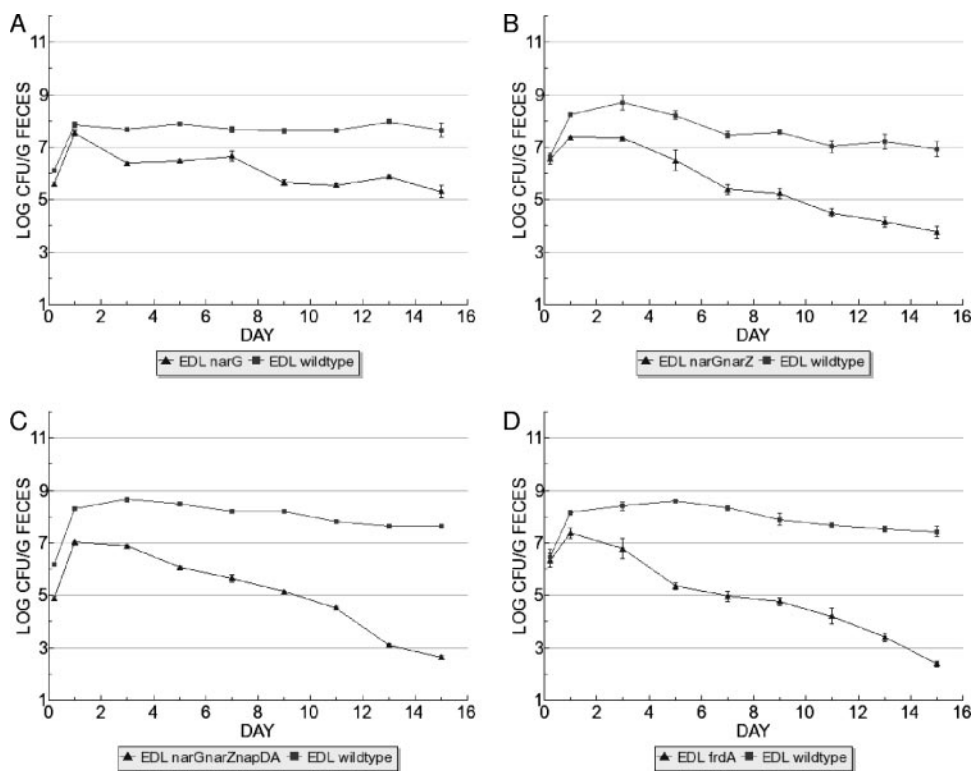 A
B
LOG CFU/G FECES
11
9
7
5
3
1
0 2 4 6 8 10 12 14 16
DAY
EDL narG EDL wildtype
LOG CFU/G FECES
11
9
7
5
3
1
0 2 4 6 8 10 12 14 16
DAY
EDL narGnarZ EDL wildtype
C
D
LOG CFU/G FECES
11
9
7
5
3
1
0 2 4 6 8 10 12 14 16
DAY
EDL narGnarZnapDA EDL wildtype
LOG CFU/G FECES
11
9
7
5
3
1
0 2 4 6 8 10 12 14 16
DAY
EDL frdA EDL wildtype